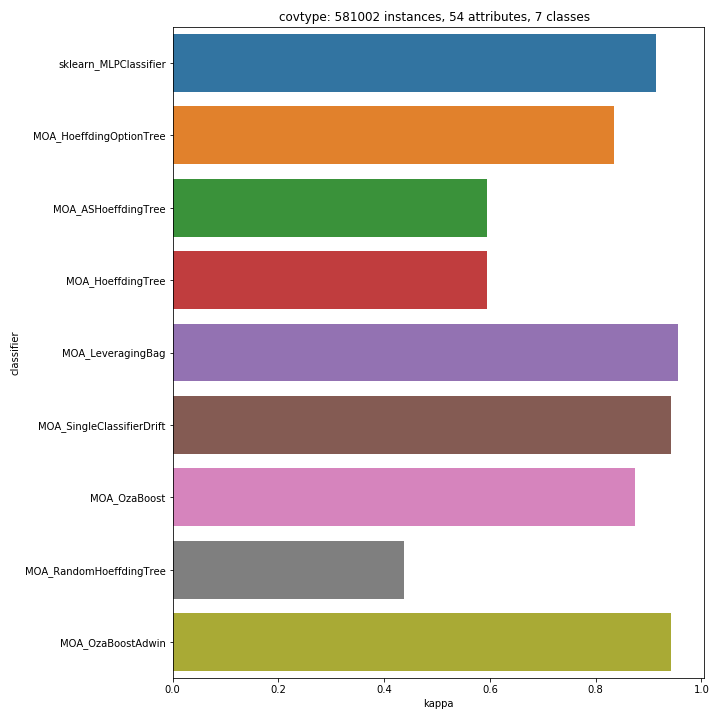 covtype: 581002 instances, 54 attributes, 7 classes
sklearn_MLPClassifier
MOA_HoeffdingOptionTree
MOA_ASHoeffdingTree
MOA_HoeffdingTree
MOA_LeveragingBag
MOA_SingleClassifierDrift
MOA_OzaBoost
MOA_RandomHoeffdingTree
MOA_OzaBoostAdwin
classifier
0.0 0.2 0.4 0.6 0.8 1.0
kappa